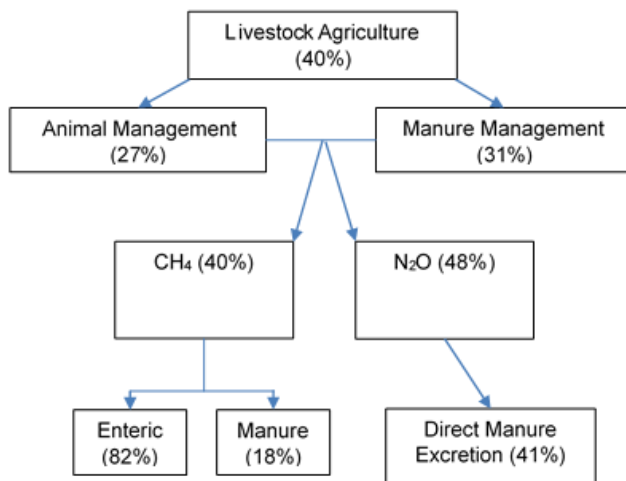 Livestock Agriculture
(40%)
Animal Management
(27%)
Manure Management
(31%)
CH₄ (40%)
N₂O (48%)
Enteric
(82%)
Manure
(18%)
Direct Manure
Excretion (41%)